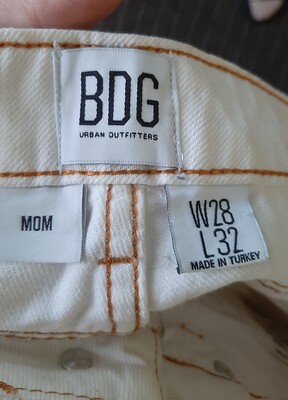 BDG
URBAN OUTFITTERS
MOM
W28
L32
MADE IN TURKEY